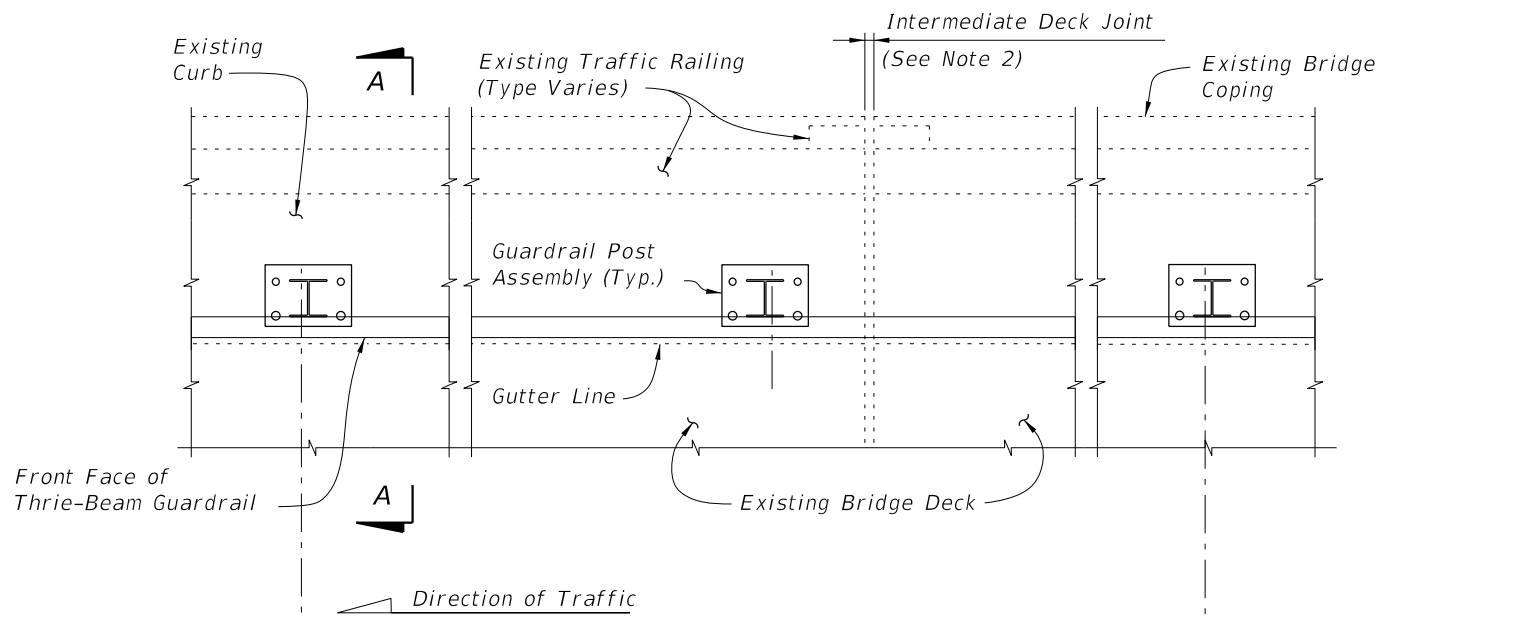 Intermediate Deck Joint
(See Note 2)
Existing
Curb
A
Existing Traffic Railing
(Type Varies)
Existing Bridge
Coping
Guardrail Post
Assembly (Typ.)
Gutter Line
Front Face of
Thrie-Beam Guardrail
A
Existing Bridge Deck
Direction of Traffic